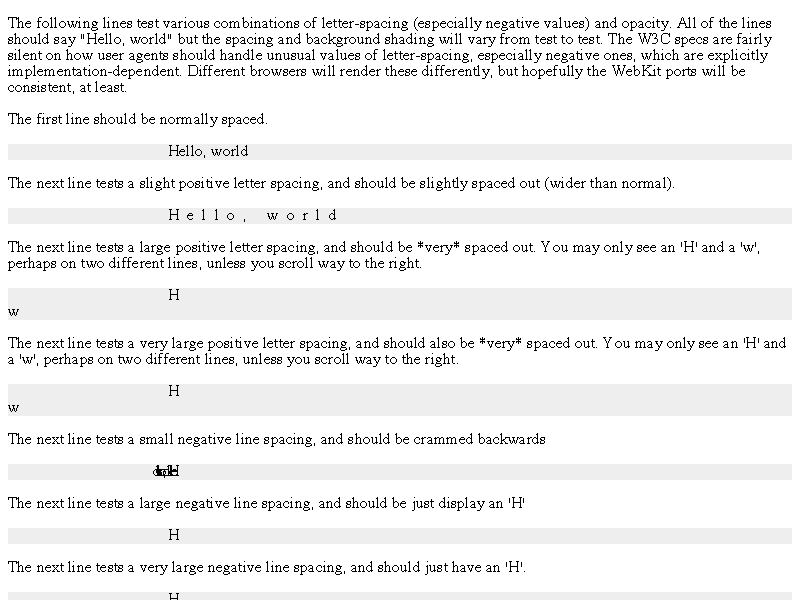 The following lines test various combinations of letter-spacing (especially negative values) and opacity. All of the lines
should say "Hello, world" but the spacing and background shading will vary from test to test. The W3C specs are fairly
silent on how user agents should handle unusual values of letter-spacing, especially negative ones, which are explicitly
implementation-dependent. Different browsers will render these differently, but hopefully the WebKit ports will be
consistent, at least.
The first line should be normally spaced.
Hello, world
The next line tests a slight positive letter spacing, and should be slightly spaced out (wider than normal).
H e l l o ,   w o r l d
The next line tests a large positive letter spacing, and should be *very* spaced out. You may only see an 'H' and a 'w',
perhaps on two different lines, unless you scroll way to the right.
H
w
The next line tests a very large positive letter spacing, and should also be *very* spaced out. You may only see an 'H' and
a 'w', perhaps on two different lines, unless you scroll way to the right.
H
w
The next line tests a small negative line spacing, and should be crammed backwards
H
The next line tests a large negative line spacing, and should be just display an 'H'
H
The next line tests a very large negative line spacing, and should just have an 'H'.
H